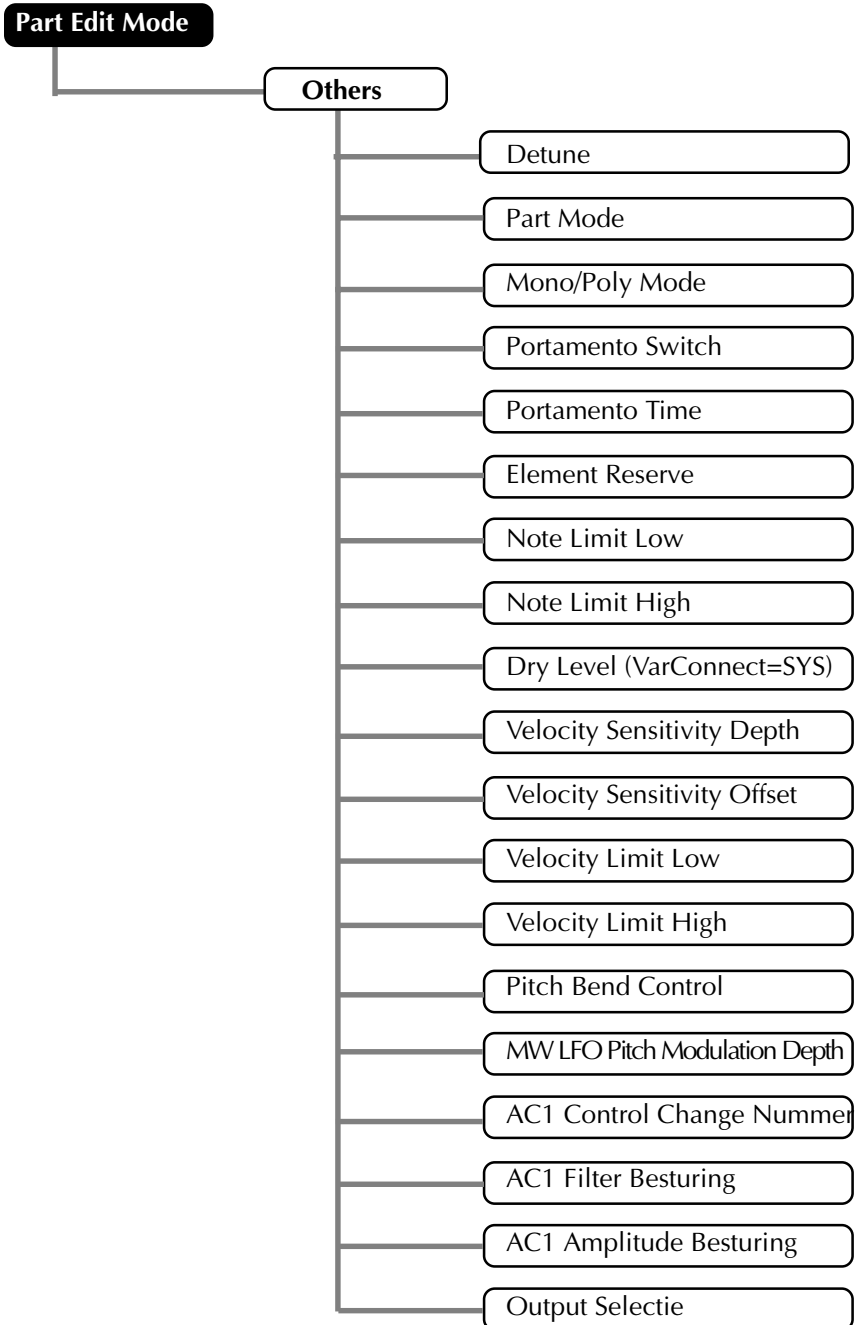 Part Edit Mode
Others
Detune
Part Mode
Mono/Poly Mode
Portamento Switch
Portamento Time
Element Reserve
Note Limit Low
Note Limit High
Dry Level (VarConnect=SYS)
Velocity Sensitivity Depth
Velocity Sensitivity Offset
Velocity Limit Low
Velocity Limit High
Pitch Bend Control
MW LFO Pitch Modulation Depth
AC1 Control Change Nummer
AC1 Filter Besturing
AC1 Amplitude Besturing
Output Selectie